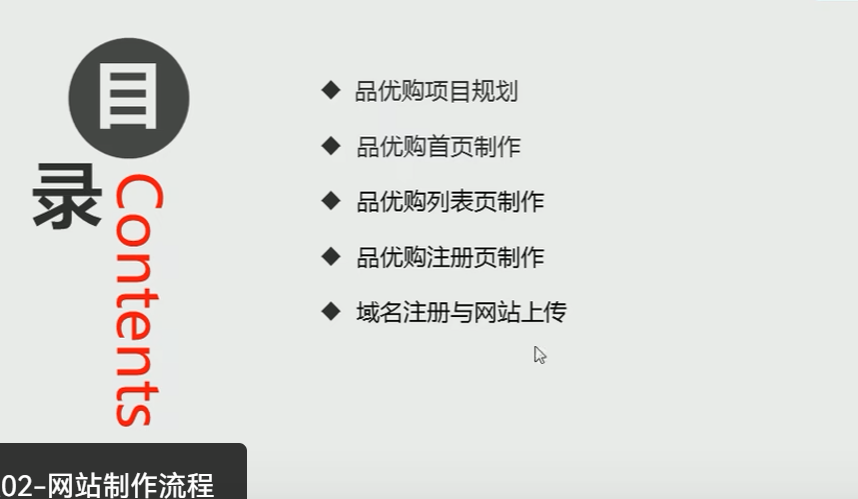 目录
Contents
品优购项目规划
品优购首页制作
品优购列表页制作
品优购注册页制作
域名注册与网站上传
02-网站制作流程